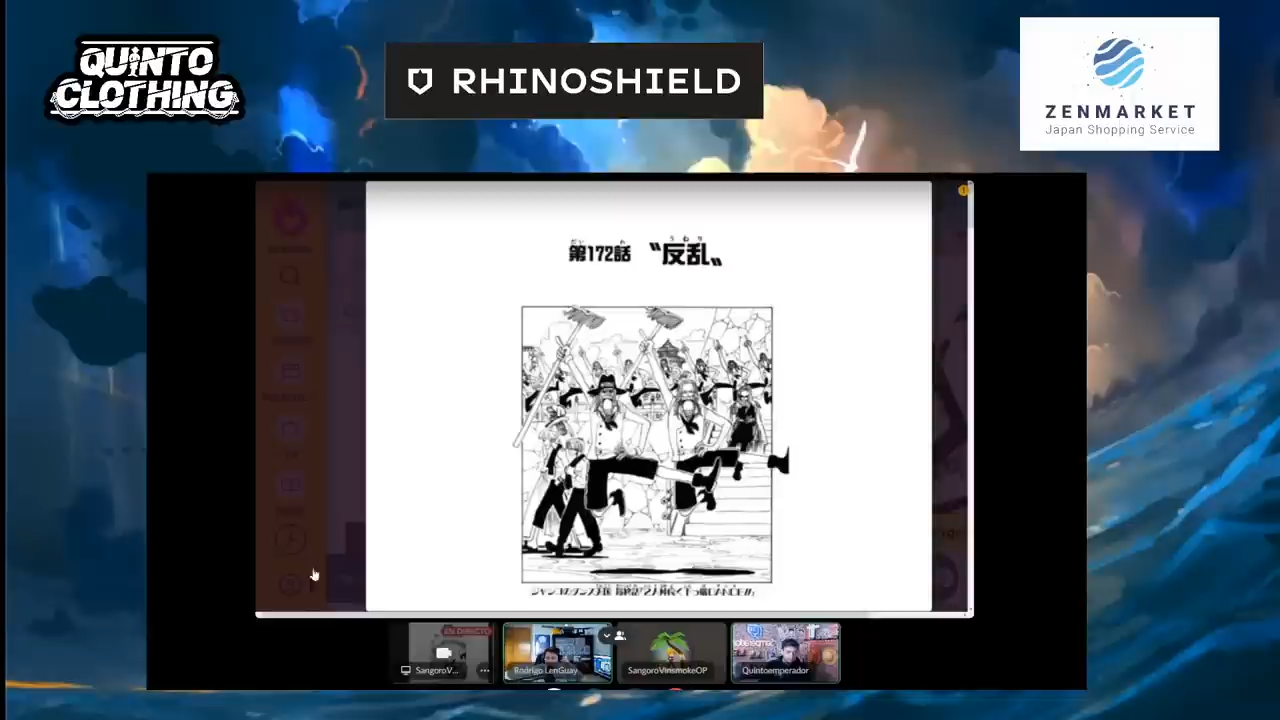 QUINTO
CLOTHING
RHINOSHIELD
ZENMARKET
Japan Shopping Service
第172話 〝反乱〟
EN DIRECTO
SangoroV...
Rodrigo LenGuay
SangoroVinsmokeOP
Quintoemperador